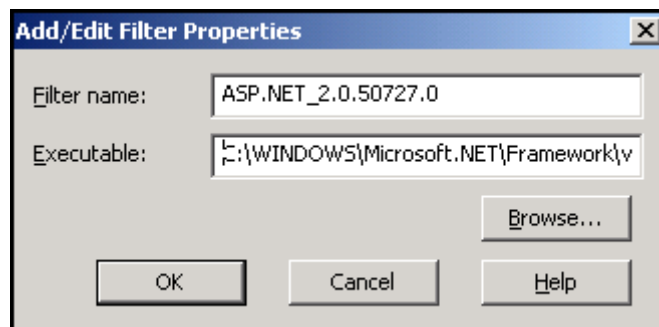 Add/Edit Filter Properties
Filter name: ASP.NET_2.0.50727.0
Executable: C:\WINDOWS\Microsoft.NET\Framework\v
Browse...
OK Cancel Help